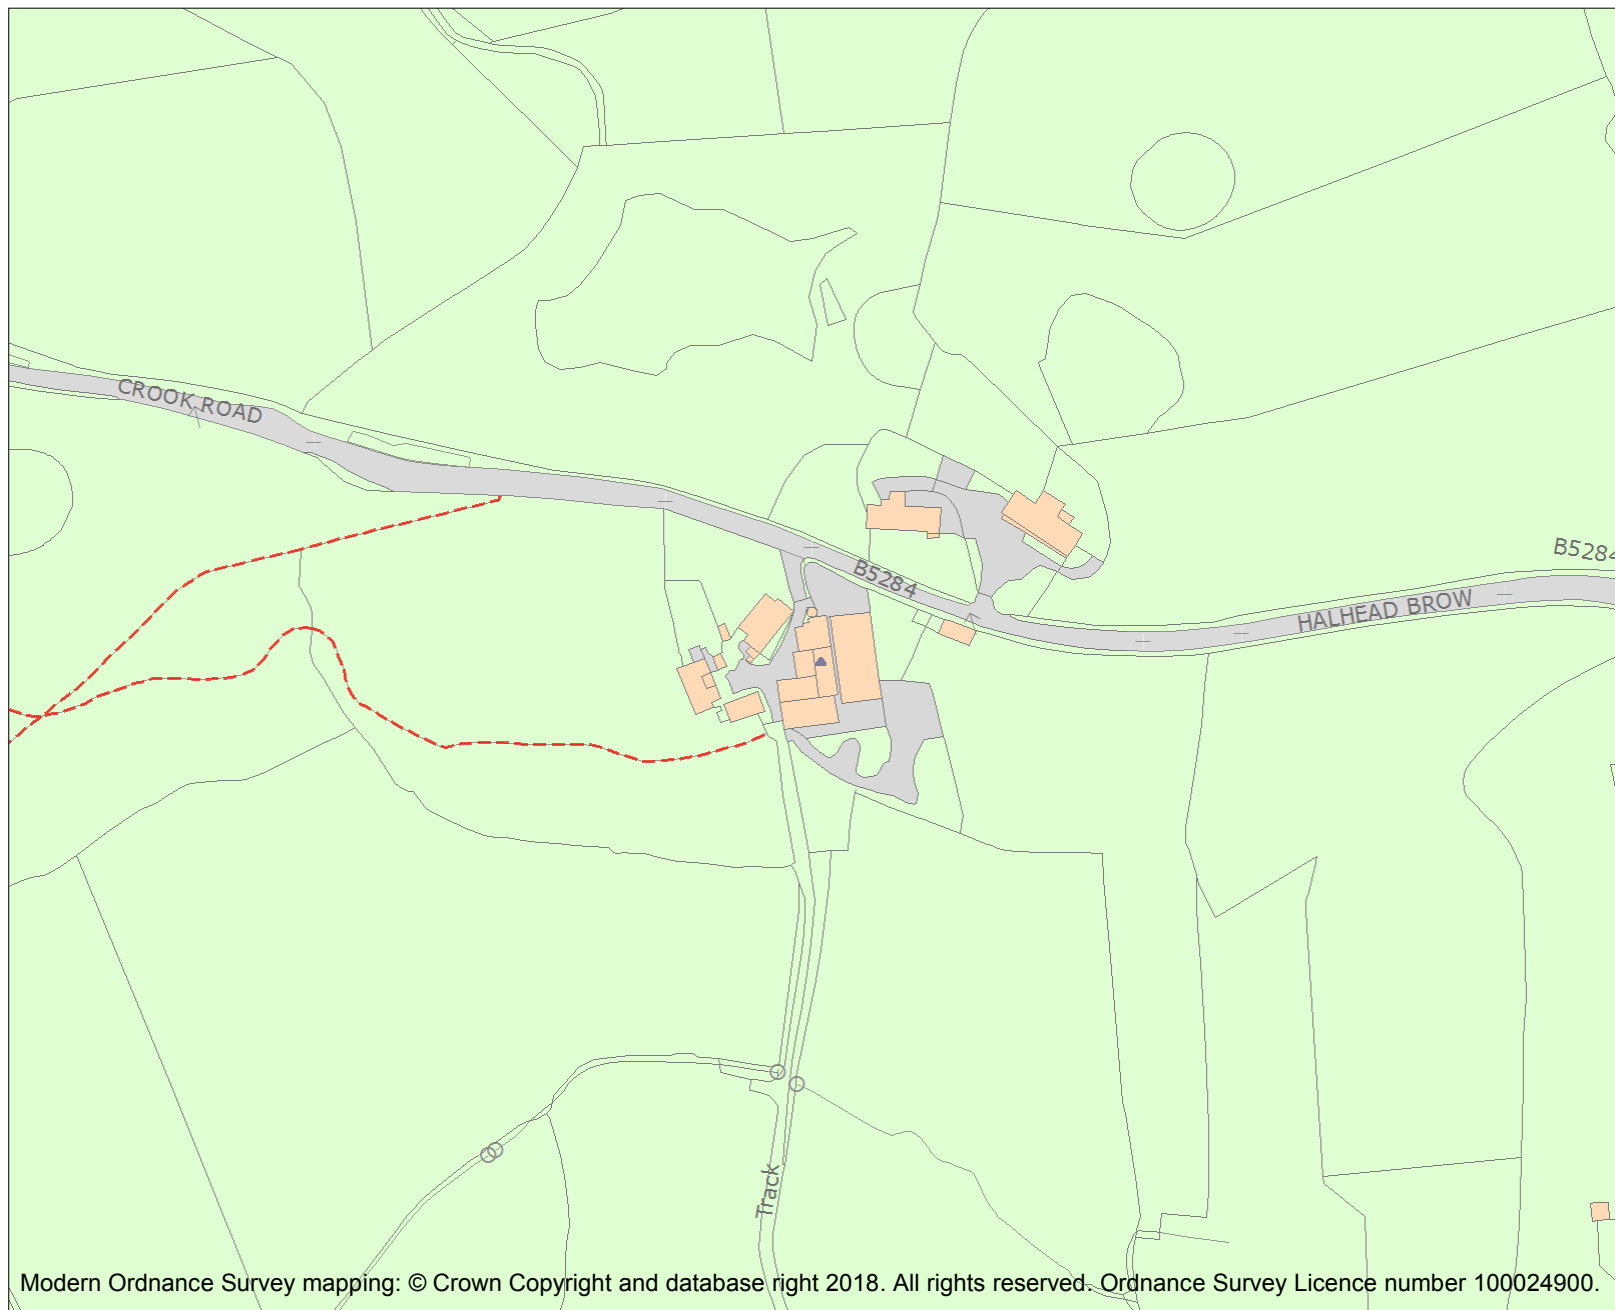 CROOK ROAD
B5284
B5284
HALHEAD BROW
Track
Modern Ordnance Survey mapping: © Crown Copyright and database right 2018. All rights reserved. Ordnance Survey Licence number 100024900.